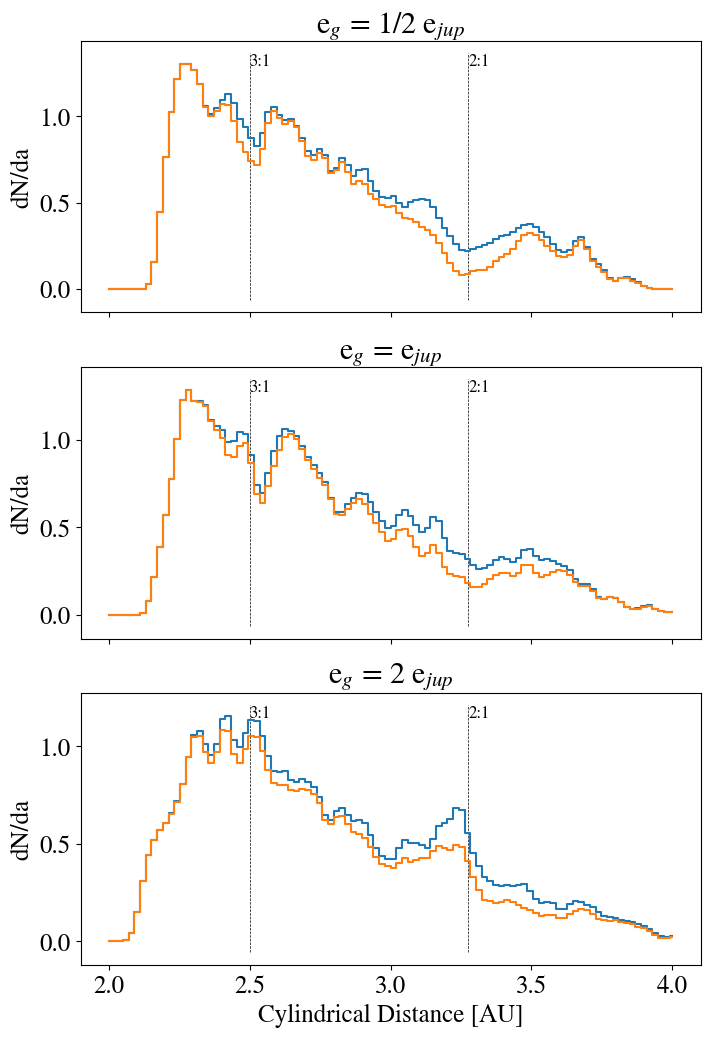 e_g = 1/2 e_jup
3:1
2:1
1.0
dN/da
0.5
0.0
e_g = e_jup
3:1
2:1
1.0
dN/da
0.5
0.0
e_g = 2 e_jup
3:1
2:1
1.0
dN/da
0.5
0.0
2.0 2.5 3.0 3.5 4.0
Cylindrical Distance [AU]